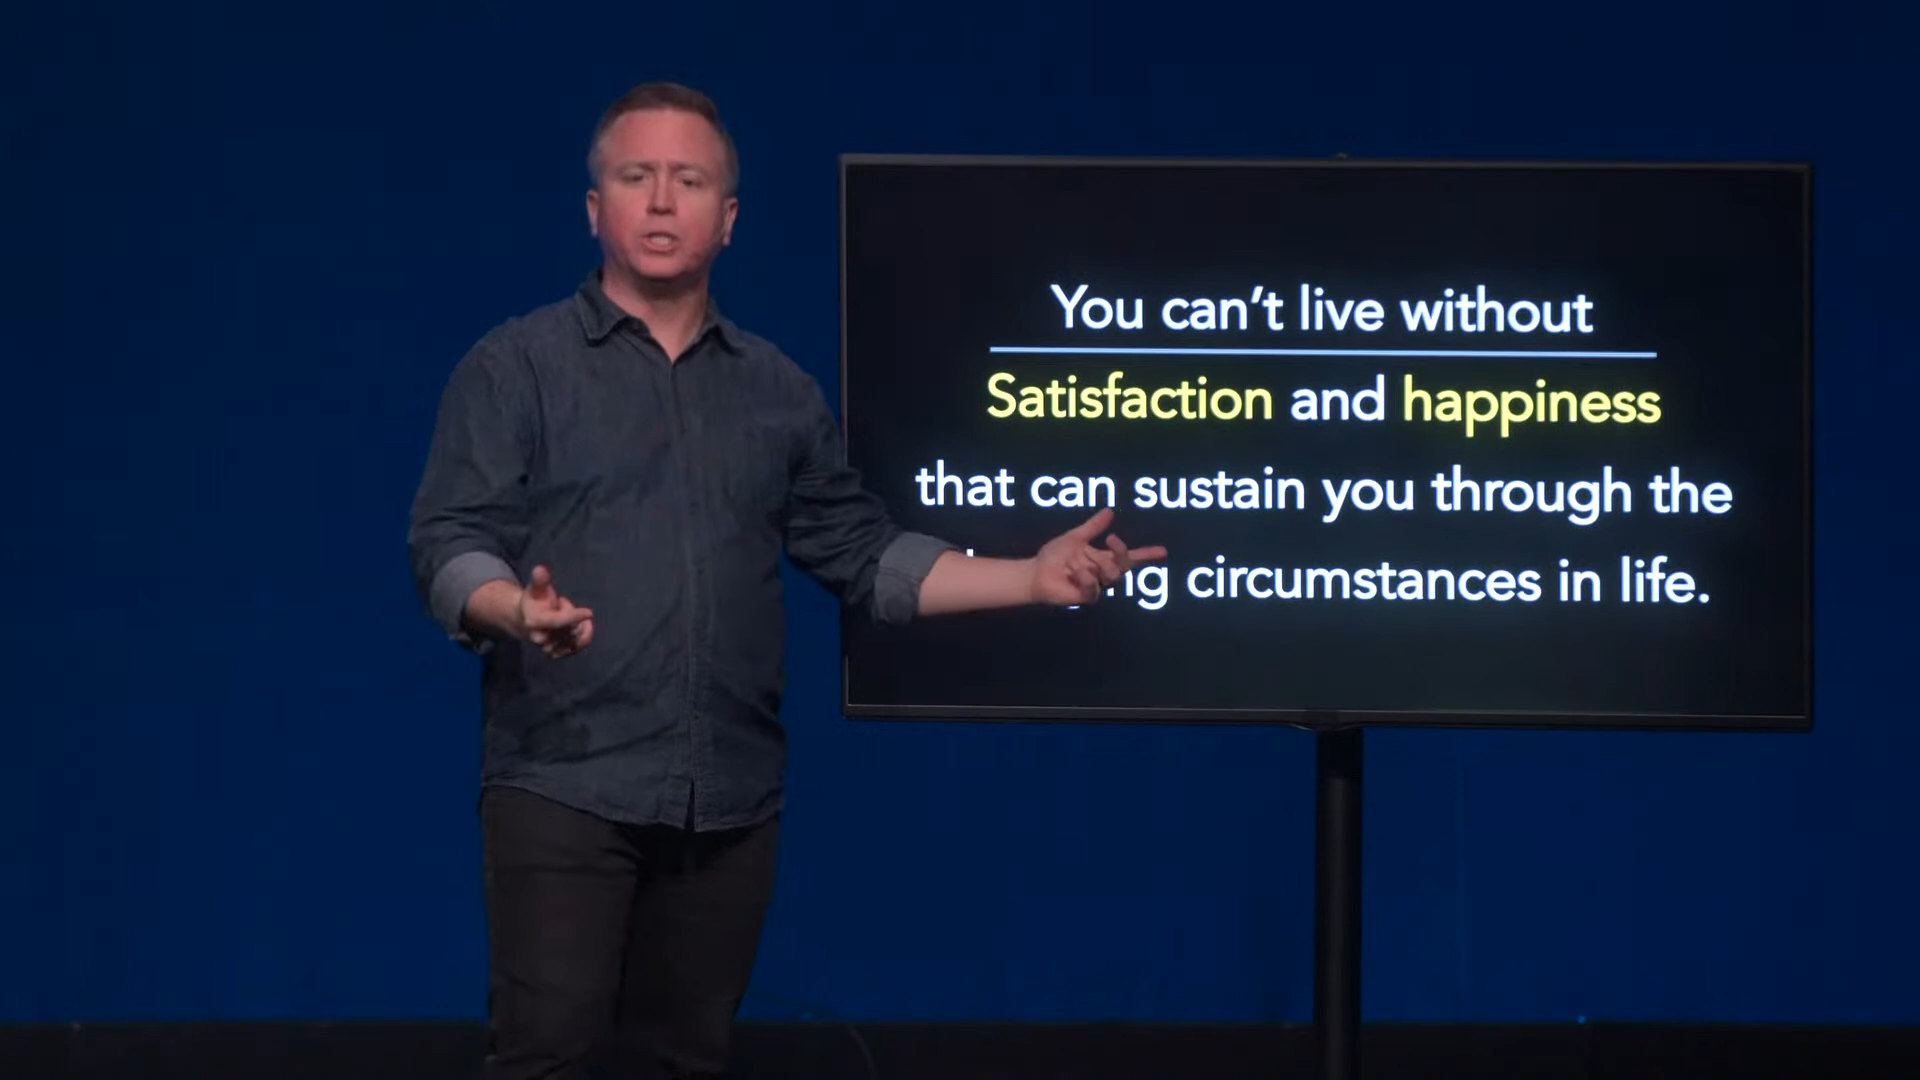 You can't live without
Satisfaction and happiness
that can sustain you through the
circumstances in life.